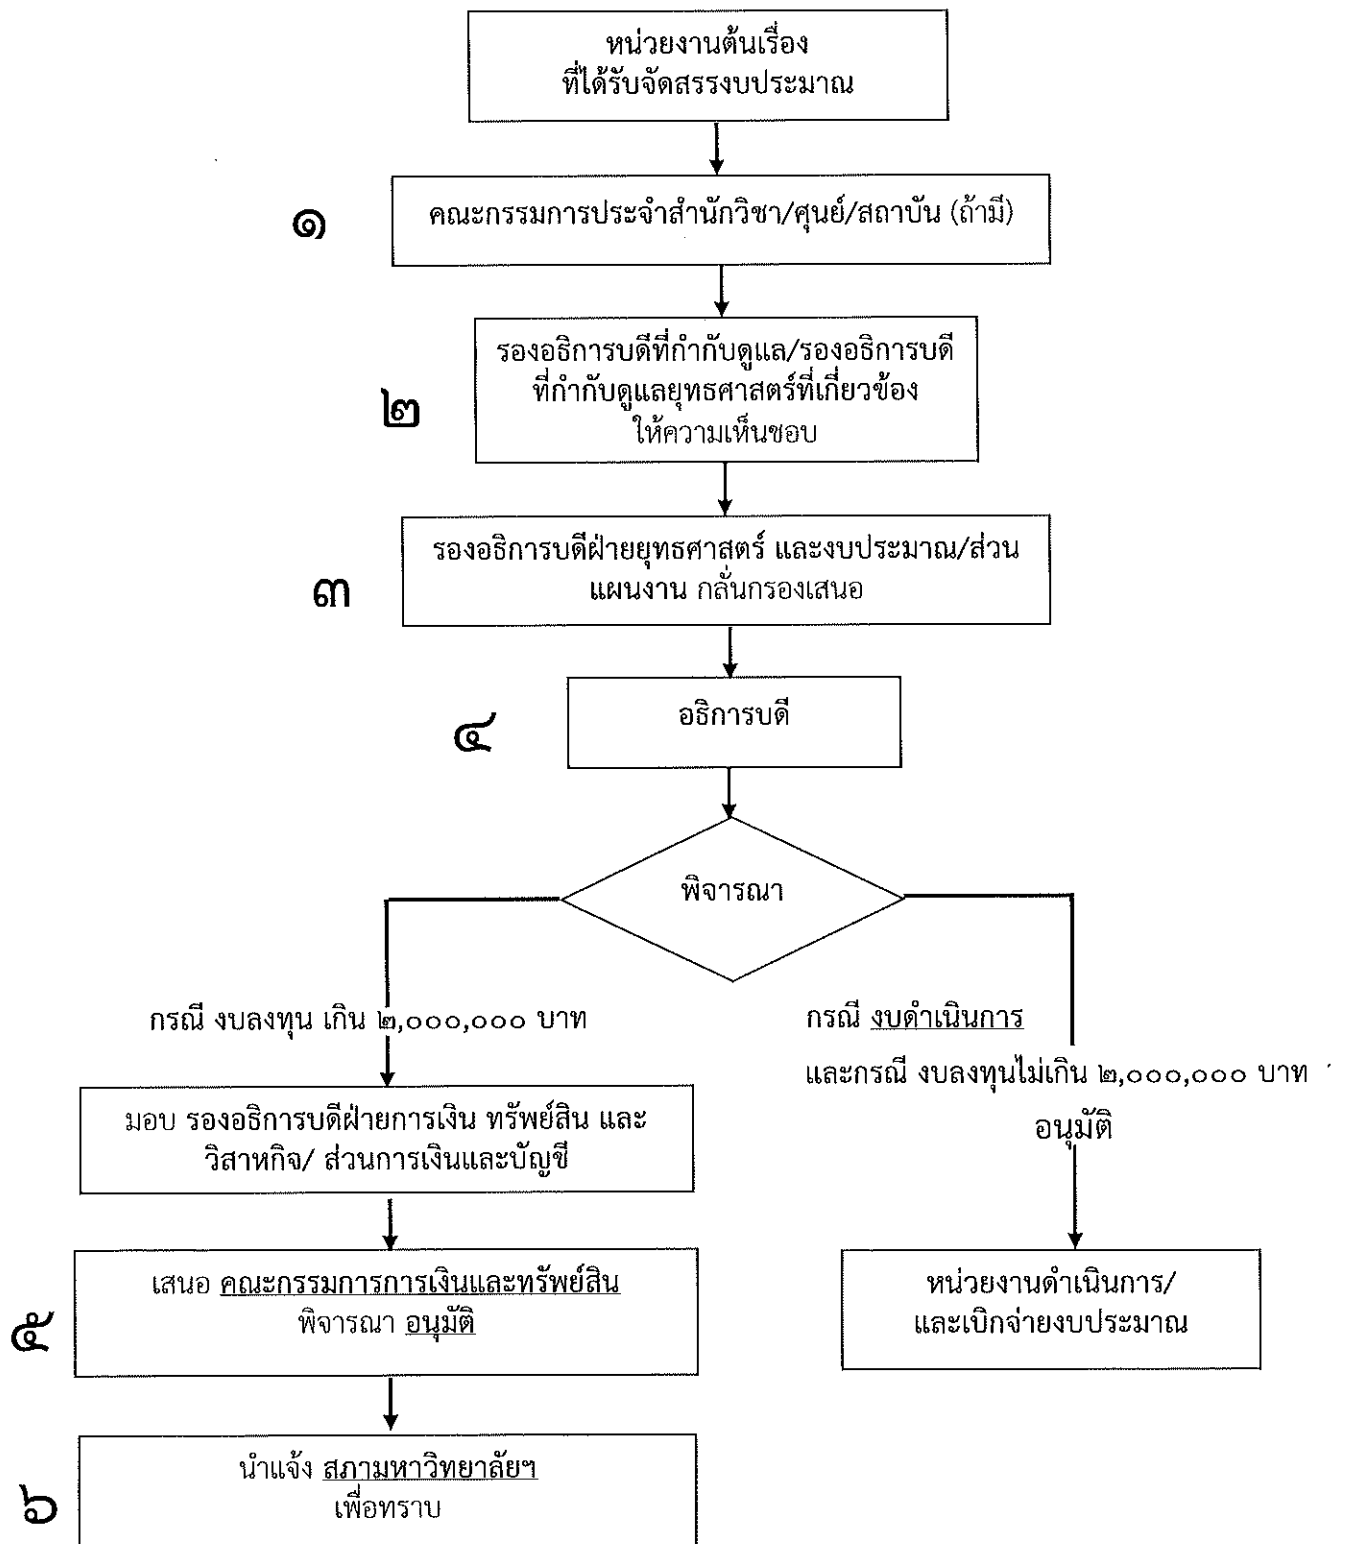 หน่วยงานต้นเรื่อง
ที่ได้รับจัดสรรงบประมาณ
๑
คณะกรรมการประจำสำนักวิชา/ศูนย์/สถาบัน (ถ้ามี)
๒
รองอธิการบดีที่กำกับดูแล/รองอธิการบดี
ที่กำกับดูแลยุทธศาสตร์ที่เกี่ยวข้อง
ให้ความเห็นชอบ
๓
รองอธิการบดีฝ่ายยุทธศาสตร์ และงบประมาณ/ส่วน
แผนงาน กลั่นกรองเสนอ
๔
อธิการบดี
พิจารณา
กรณี งบลงทุน เกิน ๒,๐๐๐,๐๐๐ บาท
กรณี งบดำเนินการ
และกรณี งบลงทุนไม่เกิน ๒,๐๐๐,๐๐๐ บาท
อนุมัติ
มอบ รองอธิการบดีฝ่ายการเงิน ทรัพย์สิน และ
วิสาหกิจ/ ส่วนการเงินและบัญชี
๕
เสนอ คณะกรรมการการเงินและทรัพย์สิน
พิจารณา อนุมัติ
หน่วยงานดำเนินการ/
และเบิกจ่ายงบประมาณ
๖
นำแจ้ง สภามหาวิทยาลัยฯ
เพื่อทราบ